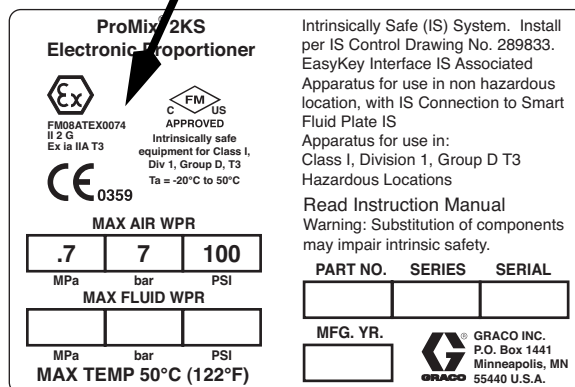 ProMix® 2KS
Electronic Proportioner
Ex
FM08ATEX0074
II 2 G
Ex ia IIA T3
FM
C US
APPROVED
Intrinsically safe
equipment for Class I,
Div 1, Group D, T3
Ta = -20°C to 50°C
CE 0359
MAX AIR WPR
.7 7 100
MPa bar PSI
MAX FLUID WPR
MPa bar PSI
MAX TEMP 50°C (122°F)
Intrinsically Safe (IS) System. Install
per IS Control Drawing No. 289833.
EasyKey Interface IS Associated
Apparatus for use in non hazardous
location, with IS Connection to Smart
Fluid Plate IS
Apparatus for use in:
Class I, Division 1, Group D T3
Hazardous Locations
Read Instruction Manual
Warning: Substitution of components
may impair intrinsic safety.
PART NO. SERIES SERIAL
MFG. YR.
GRACO ®
GRACO INC.
P.O. Box 1441
Minneapolis, MN
55440 U.S.A.